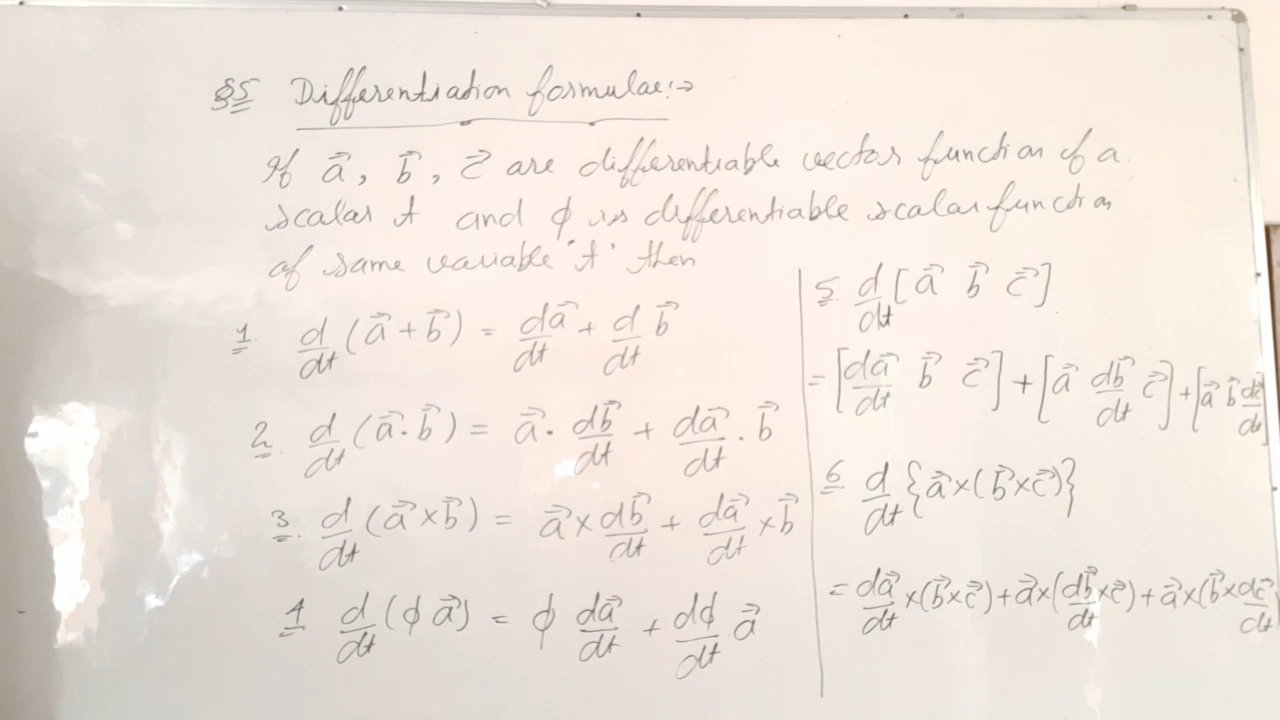 §5 Differentiation formulae:→
If a⃗, b⃗, c⃗ are differentiable vector function of a
scalar t and ϕ is differentiable scalar function
of same variable 't' then
1. d/dt (a⃗ + b⃗) = da⃗/dt + d/dt b⃗
2. d/dt (a⃗ . b⃗) = a⃗ . db⃗/dt + da⃗/dt . b⃗
3. d/dt (a⃗ × b⃗) = a⃗ × db⃗/dt + da⃗/dt × b⃗
4 d/dt (ϕ a⃗) = ϕ da⃗/dt + dϕ/dt a⃗
5. d/dt [a⃗ b⃗ c⃗]
= [da⃗/dt b⃗ c⃗] + [a⃗ db⃗/dt c⃗] + [a⃗ b⃗ dc⃗/dt]
6 d/dt {a⃗ × (b⃗ × c⃗)}
= da⃗/dt × (b⃗ × c⃗) + a⃗ × (db⃗/dt × c⃗) + a⃗ × (b⃗ × dc⃗/dt)